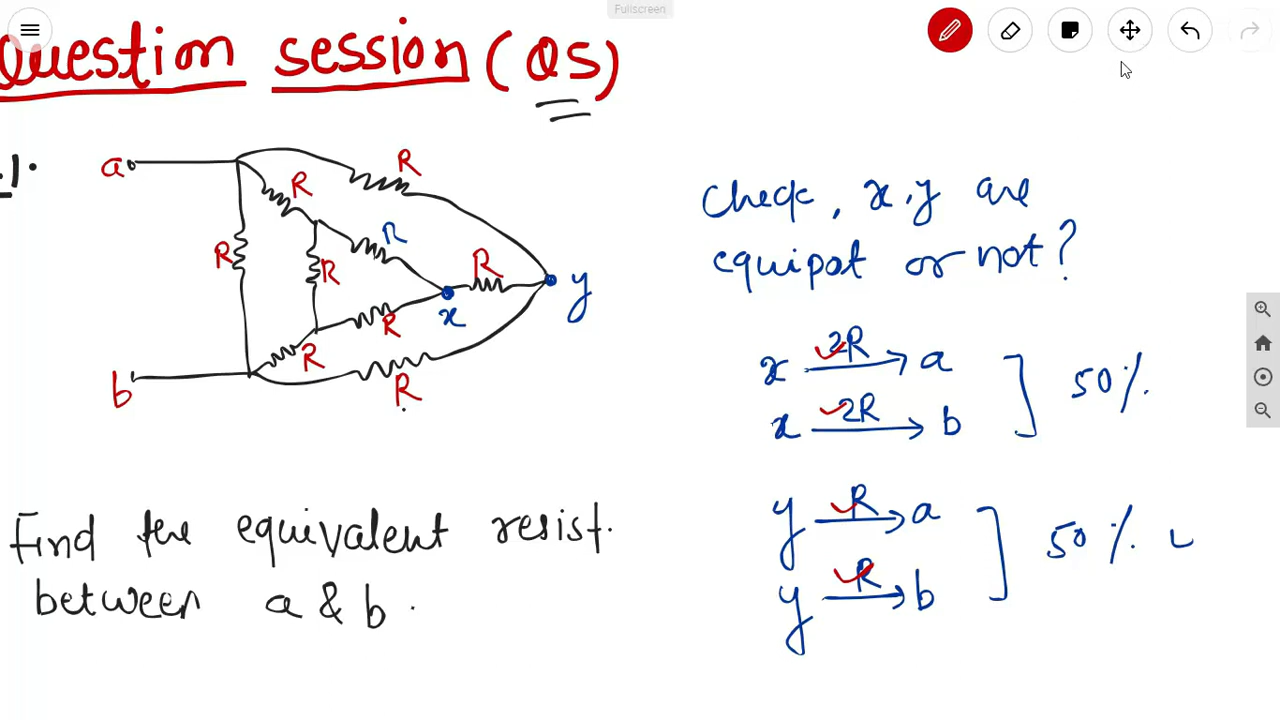 Fullscreen
Question session (QS)
1.
a
R
R
R
R
R
R
x
y
R
R
R
b
Find the equivalent resist.
between a & b.
Check, x,y are
equipot or not?
x 2R→ a
x 2R→ b
] 50%
y R→ a
y R→ b
] 50%